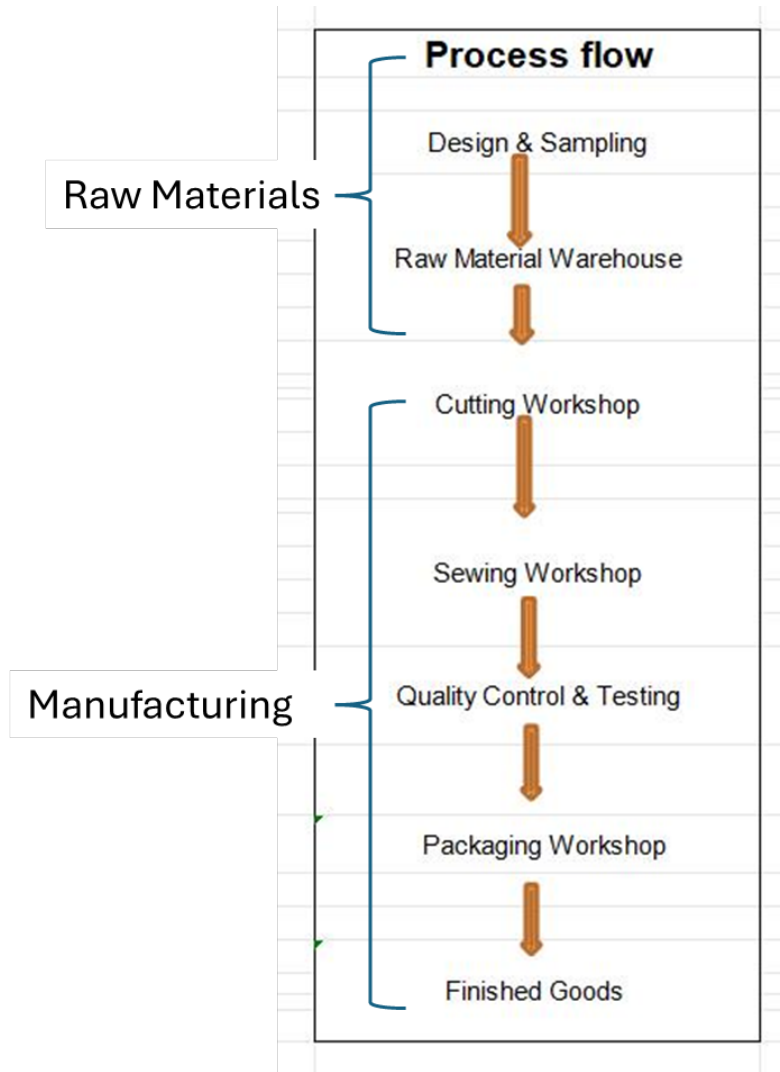 Process flow
Design & Sampling
Raw Materials
Raw Material Warehouse
Cutting Workshop
Sewing Workshop
Quality Control & Testing
Manufacturing
Packaging Workshop
Finished Goods